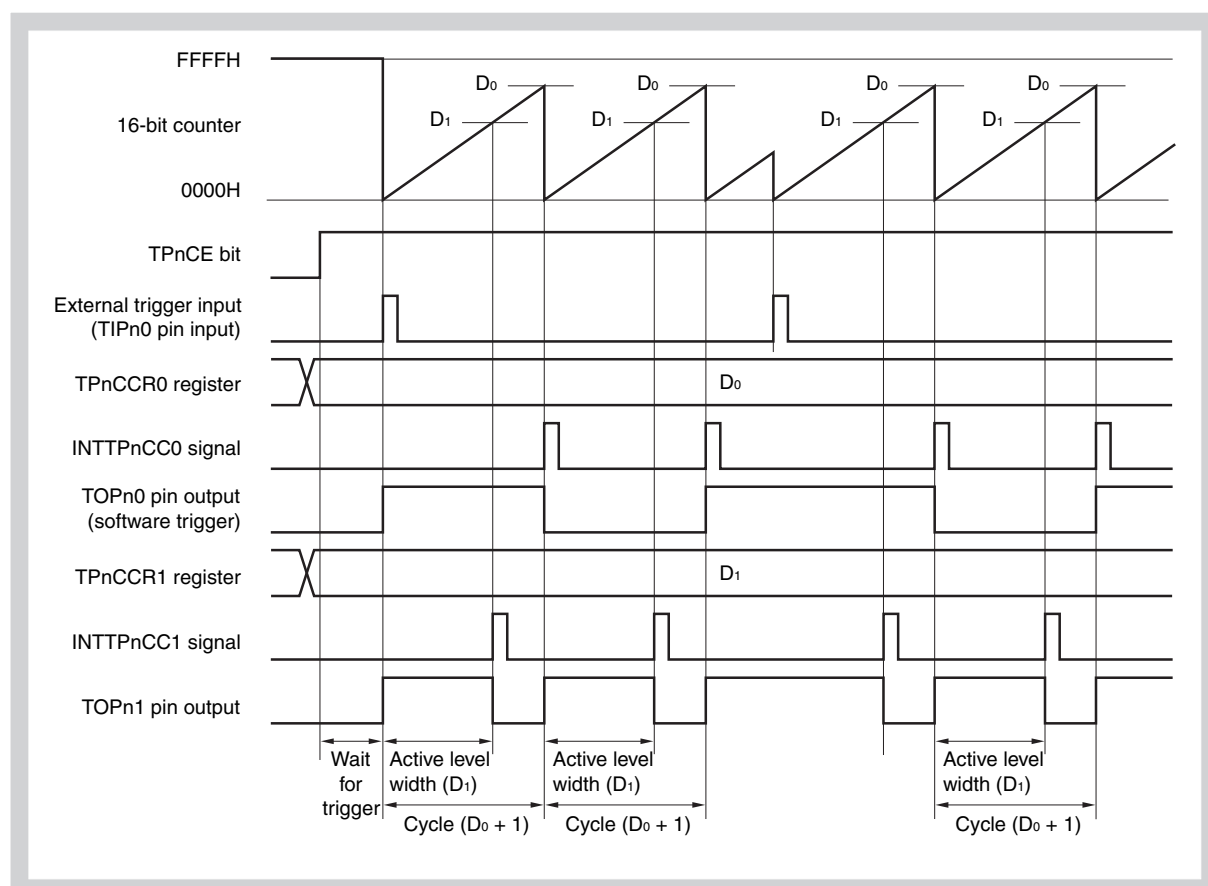 FFFFH
D₀ D₀ D₀ D₀
16-bit counter D₁ D₁ D₁ D₁
0000H
TPnCE bit
External trigger input
(TIPn0 pin input)
TPnCCR0 register D₀
INTTPnCC0 signal
TOPn0 pin output
(software trigger)
TPnCCR1 register D₁
INTTPnCC1 signal
TOPn1 pin output
Wait
for
trigger
Active level
width (D₁)
Active level
width (D₁)
Active level
width (D₁)
Cycle (D₀ + 1) Cycle (D₀ + 1) Cycle (D₀ + 1)